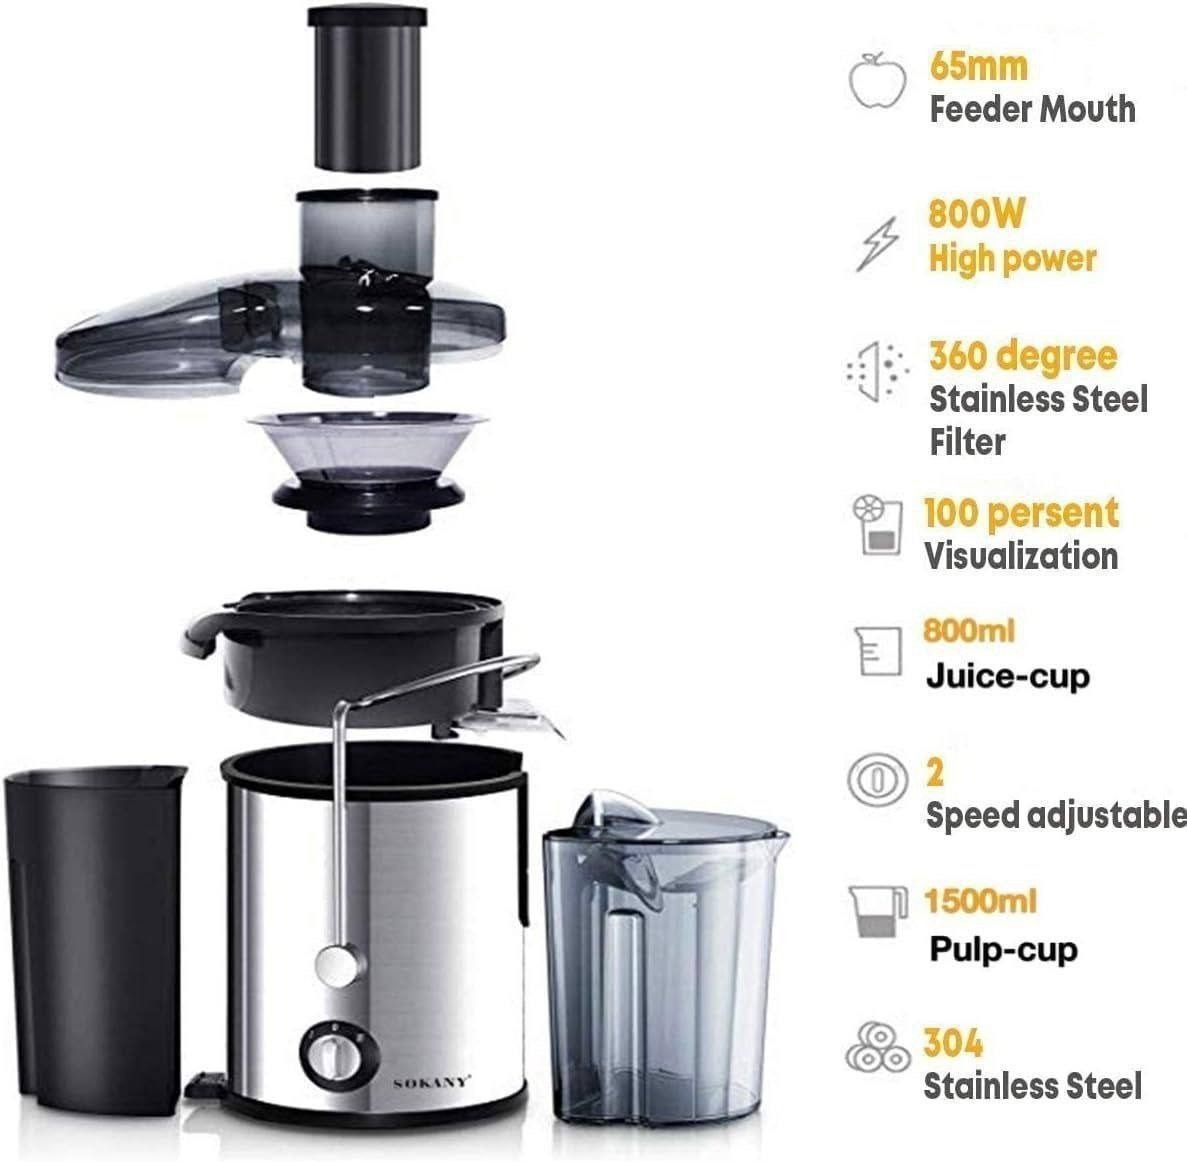 65mm
Feeder Mouth
800W
High power
360 degree
Stainless Steel
Filter
100 persent
Visualization
800ml
Juice-cup
2
Speed adjustable
1500ml
Pulp-cup
304
Stainless Steel
SOKANY